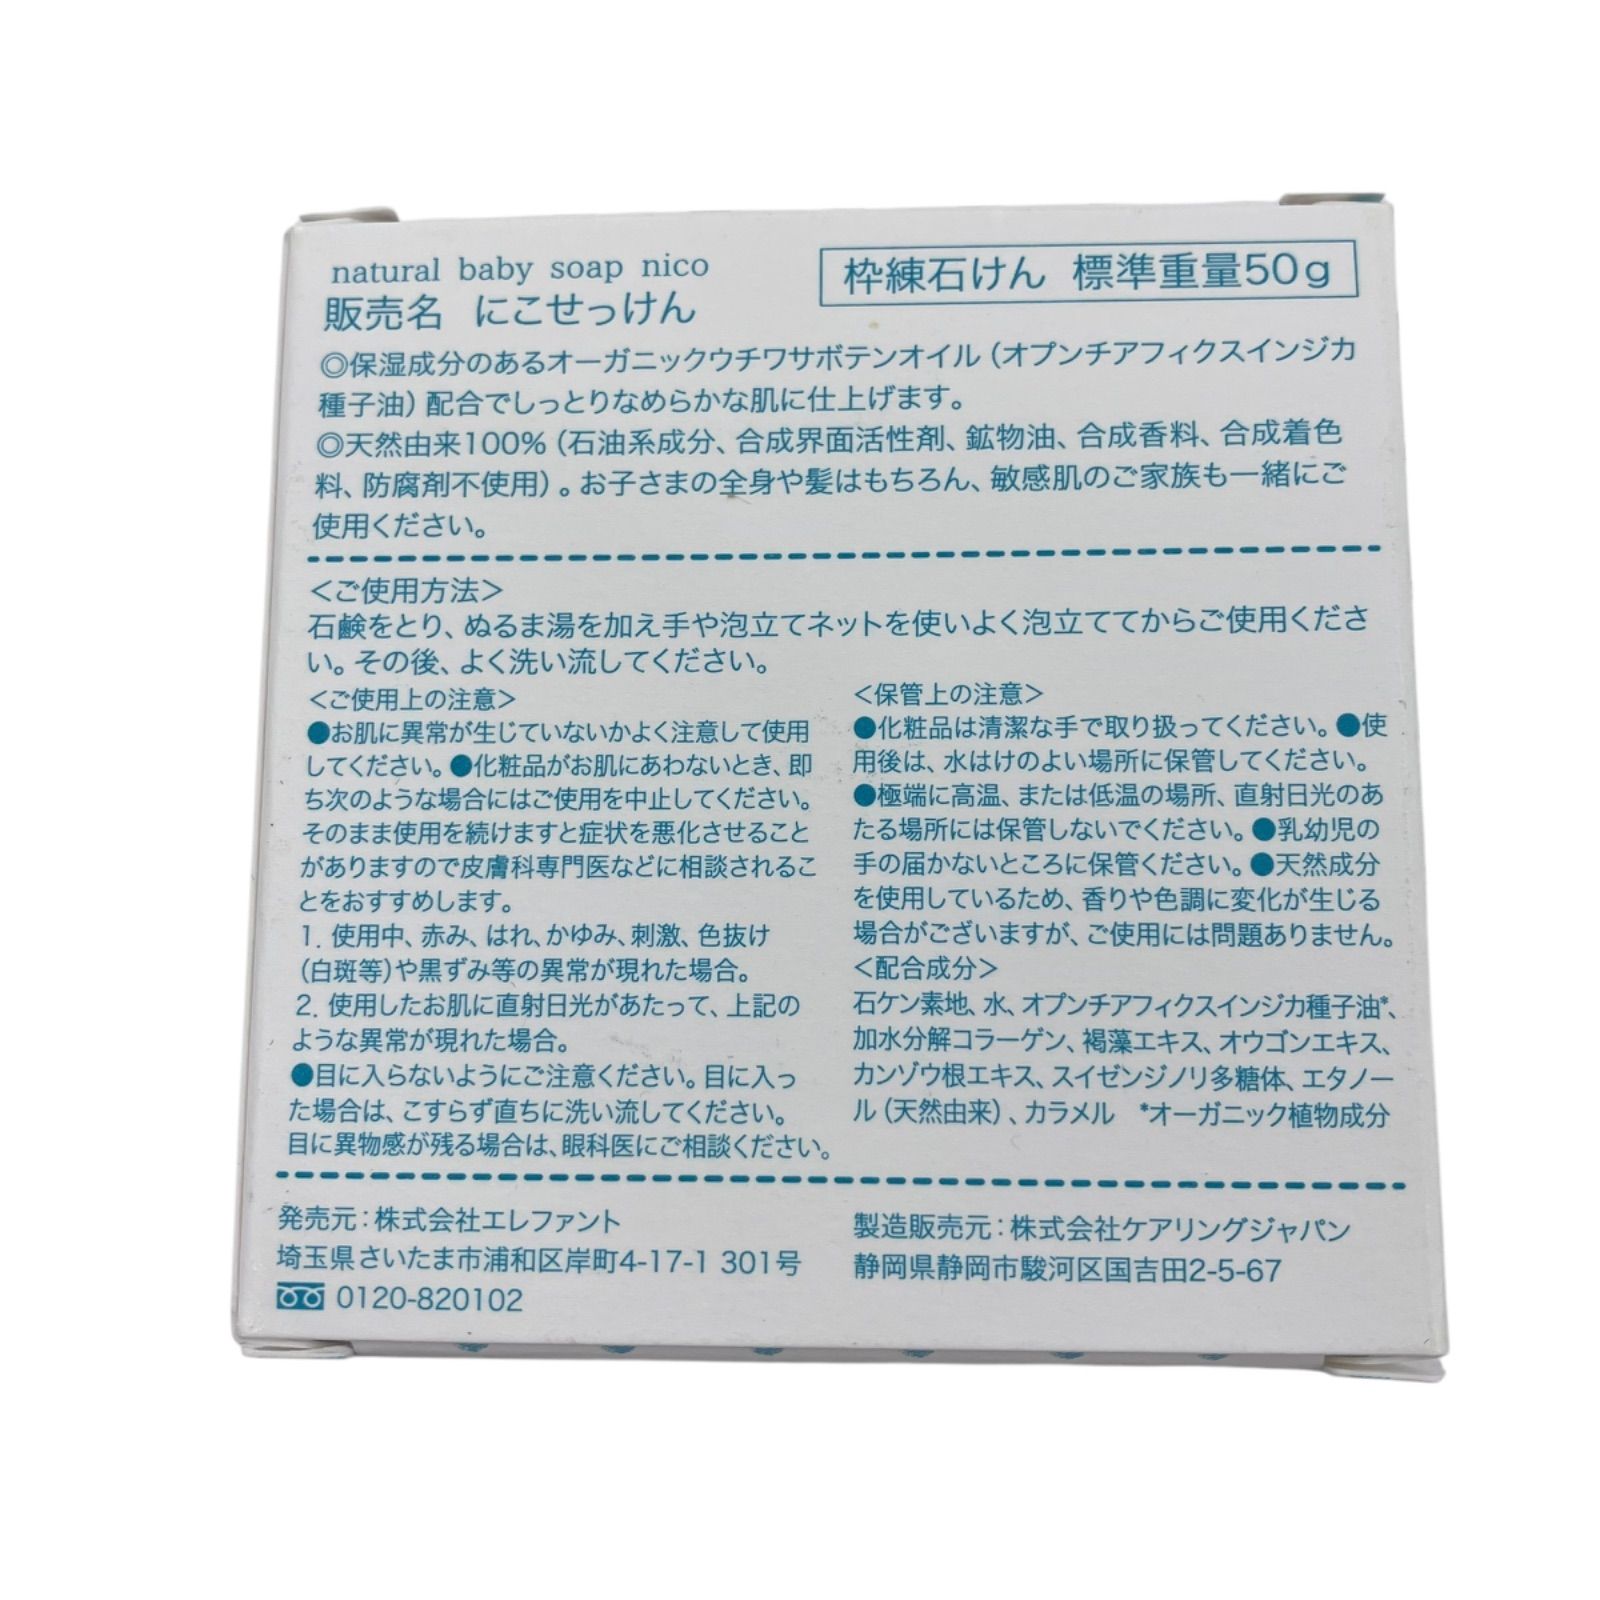 natural baby soap nico
販売名 にこせっけん
枠練石けん 標準重量50g
◎保湿成分のあるオーガニックウチワサボテンオイル（オプンチアフィクスインジカ
種子油）配合でしっとりなめらかな肌に仕上げます。
◎天然由来100%（石油系成分、合成界面活性剤、鉱物油、合成香料、合成着色
料、防腐剤不使用）。お子さまの全身や髪はもちろん、敏感肌のご家族も一緒にご
使用ください。
＜ご使用方法＞
石鹸をとり、ぬるま湯を加え手や泡立てネットを使いよく泡立ててからご使用くださ
い。その後、よく洗い流してください。
＜ご使用上の注意＞
●お肌に異常が生じていないかよく注意して使用
してください。●化粧品がお肌にあわないとき、即
ち次のような場合にはご使用を中止してください。
そのまま使用を続けますと症状を悪化させること
がありますので皮膚科専門医などに相談されるこ
とをおすすめします。
1. 使用中、赤み、はれ、かゆみ、刺激、色抜け
（白斑等）や黒ずみ等の異常が現れた場合。
2. 使用したお肌に直射日光があたって、上記の
ような異常が現れた場合。
●目に入らないようにご注意ください。目に入っ
た場合は、こすらず直ちに洗い流してください。
目に異物感が残る場合は、眼科医にご相談ください。
＜保管上の注意＞
●化粧品は清潔な手で取り扱ってください。●使
用後は、水はけのよい場所に保管してください。
●極端に高温、または低温の場所、直射日光のあ
たる場所には保管しないでください。●乳幼児の
手の届かないところに保管ください。●天然成分
を使用しているため、香りや色調に変化が生じる
場合がございますが、ご使用には問題ありません。
＜配合成分＞
石ケン素地、水、オプンチアフィクスインジカ種子油*、
加水分解コラーゲン、褐藻エキス、オウゴンエキス、
カンゾウ根エキス、スイゼンジノリ多糖体、エタノー
ル（天然由来）、カラメル *オーガニック植物成分
発売元：株式会社エレファント
埼玉県さいたま市浦和区岸町4-17-1 301号
0120-820102
製造販売元：株式会社ケアリングジャパン
静岡県静岡市駿河区国吉田2-5-67